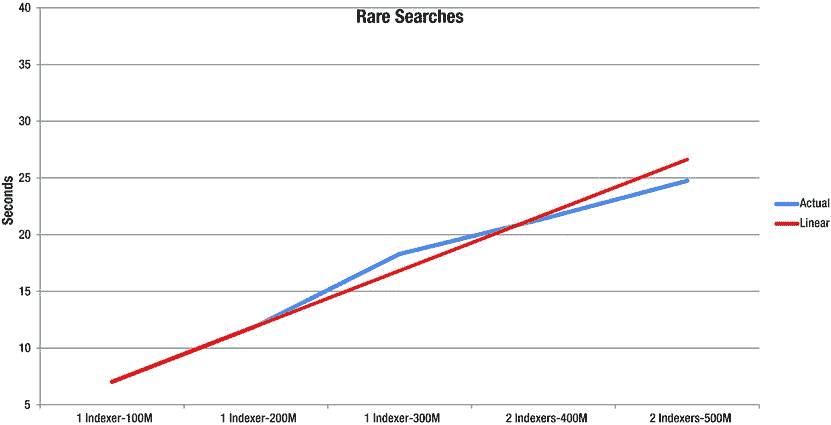 Rare Searches
40
35
30
25
20
15
10
5
Seconds
1 Indexer-100M
1 Indexer-200M
1 Indexer-300M
2 Indexers-400M
2 Indexers-500M
Actual
Linear